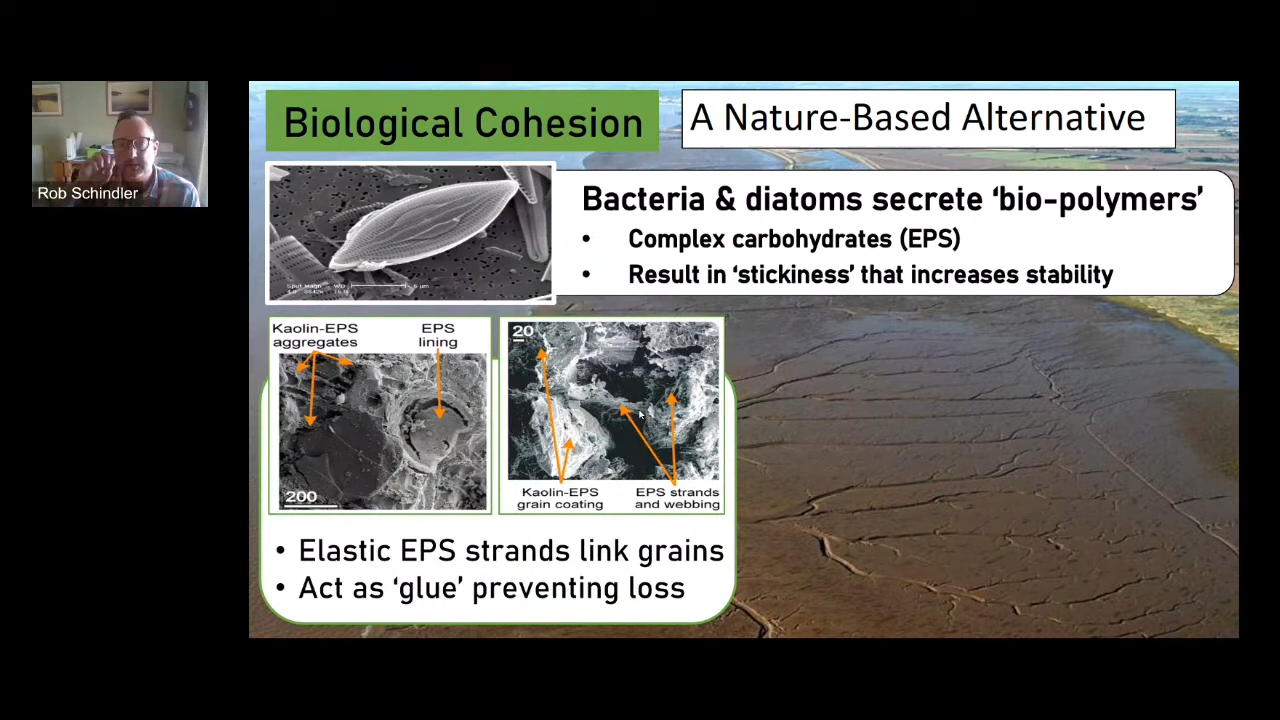 Biological Cohesion
A Nature-Based Alternative
Rob Schindler
Bacteria & diatoms secrete ‘bio-polymers’
• Complex carbohydrates (EPS)
• Result in ‘stickiness’ that increases stability
Kaolin-EPS
aggregates
EPS
lining
200
20
Kaolin-EPS
grain coating
EPS strands
and webbing
• Elastic EPS strands link grains
• Act as ‘glue’ preventing loss